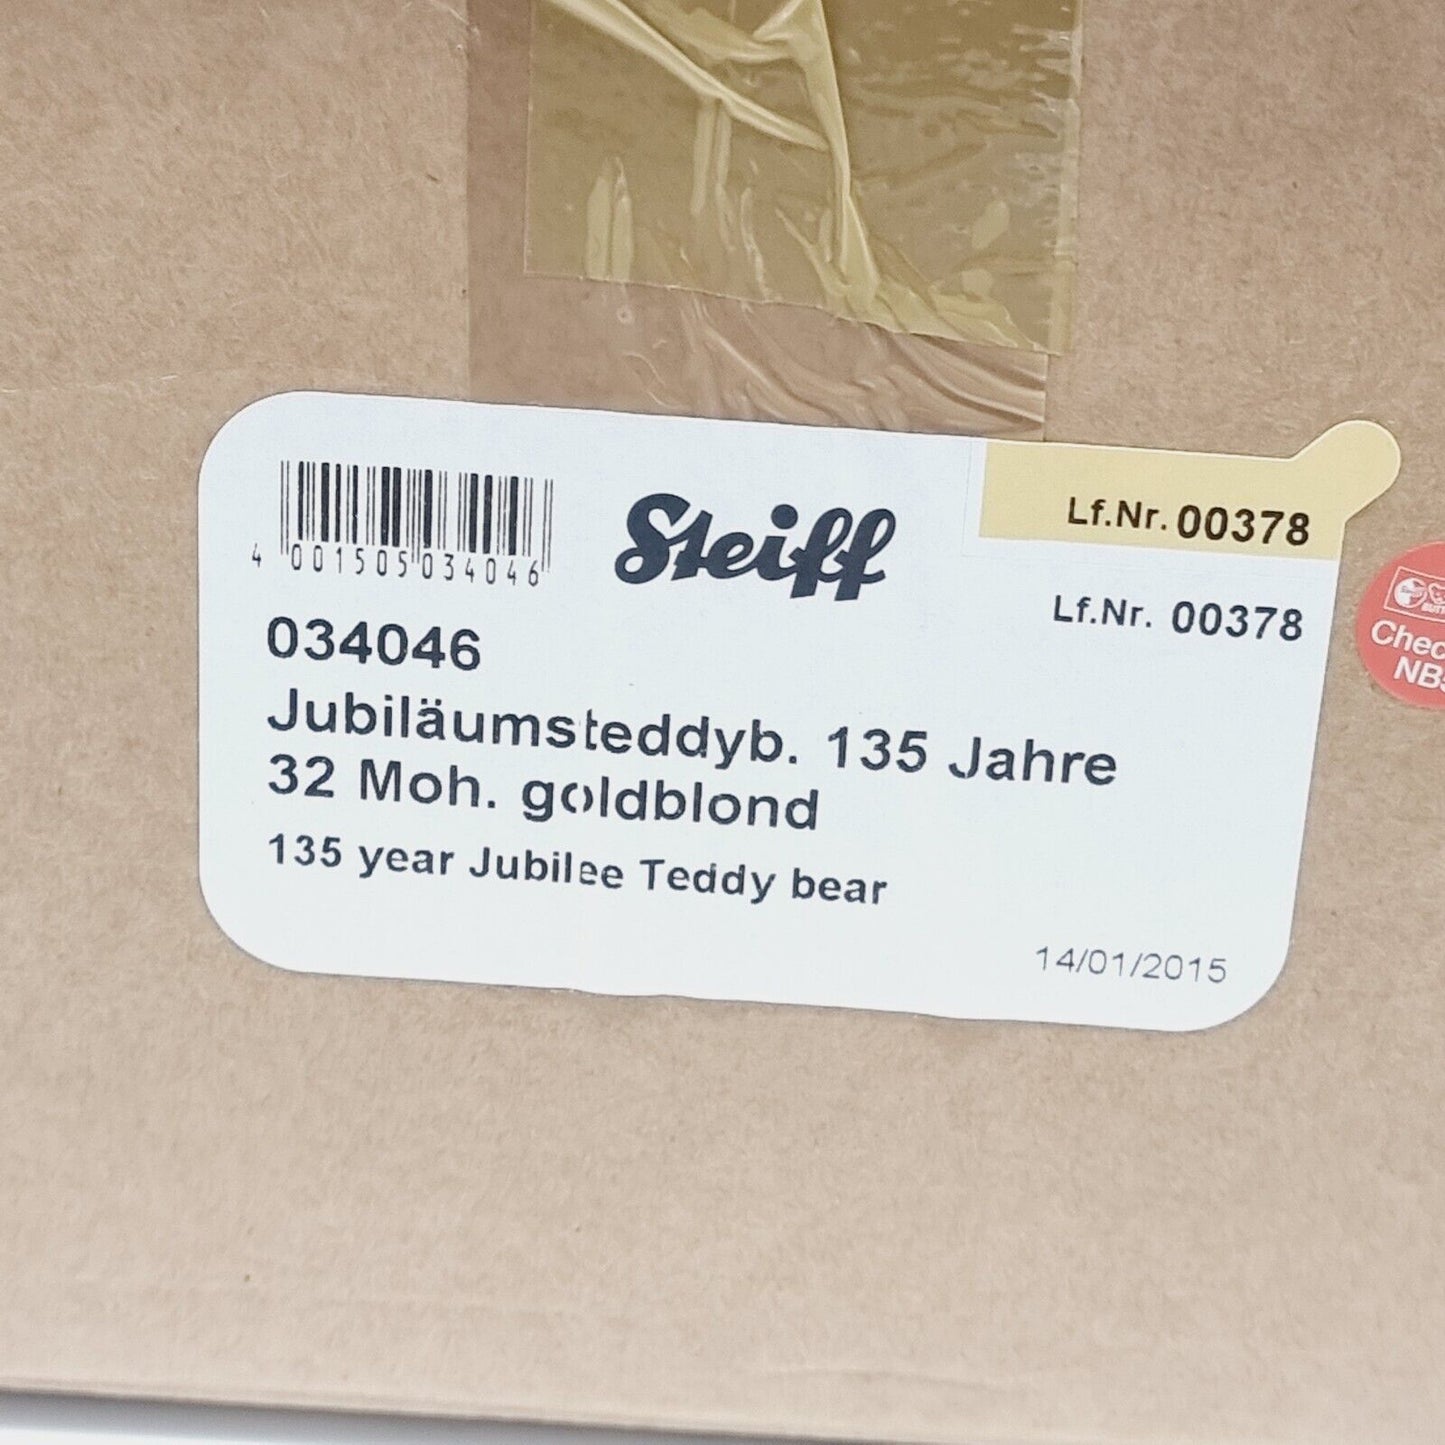 Steiff
Lf.Nr. 00378
Lf.Nr. 00378
4 001505 034046
034046
Jubiläumsteddyb. 135 Jahre
32 Moh. goldblond
135 year Jubilee Teddy bear
14/01/2015